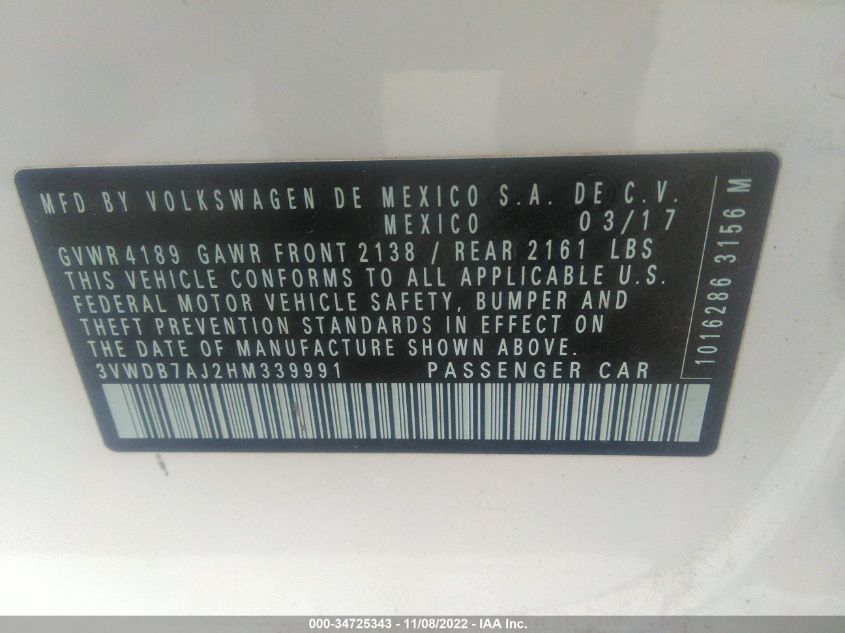 MFD BY VOLKSWAGEN DE MEXICO S.A. DE C.V.
MEXICO 03/17
GVWR 4189 GAWR FRONT 2138 / REAR 2161 LBS
THIS VEHICLE CONFORMS TO ALL APPLICABLE U.S.
FEDERAL MOTOR VEHICLE SAFETY, BUMPER AND
THEFT PREVENTION STANDARDS IN EFFECT ON
THE DATE OF MANUFACTURE SHOWN ABOVE.
3VWDB7AJ2HM339991 PASSENGER CAR
1016286 3156 M
000-34725343 - 11/08/2022 - IAA Inc.